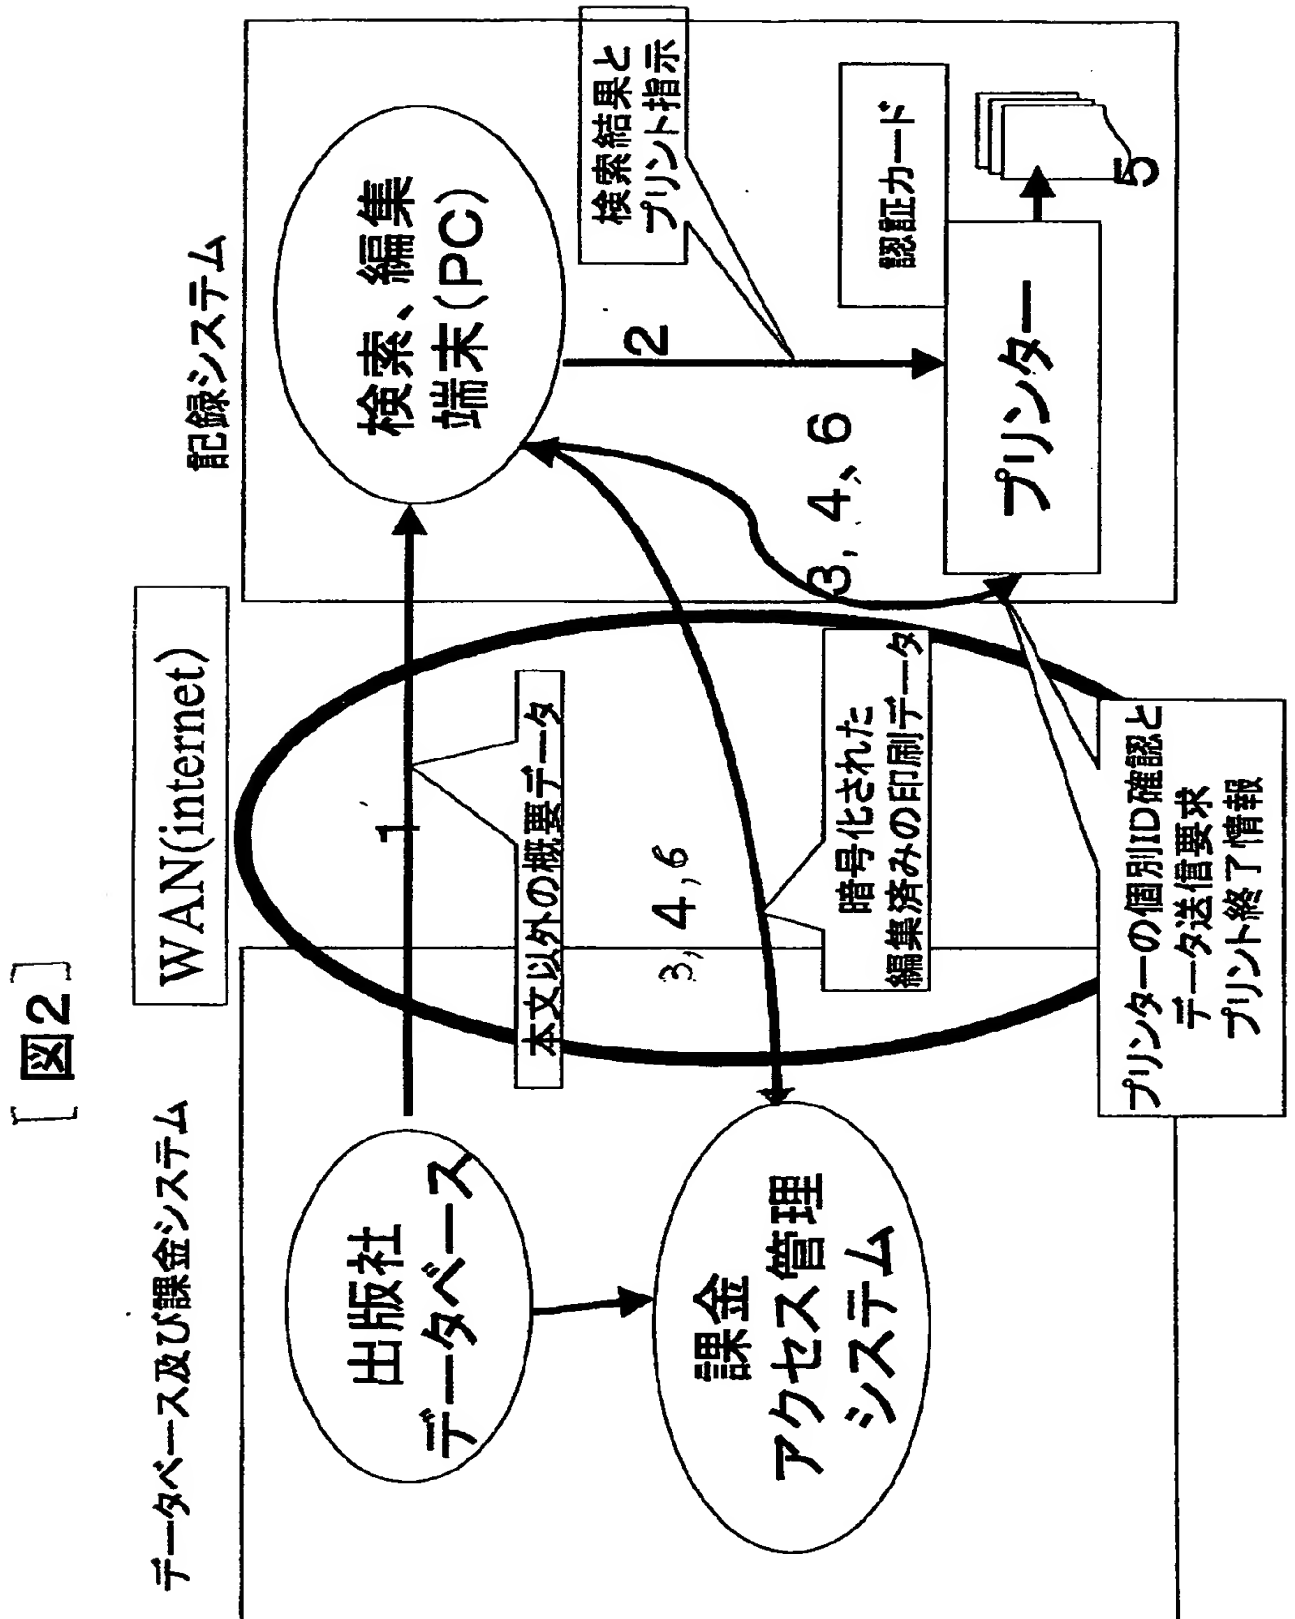 [図2]
データベース及び課金システム
WAN(internet)
記録システム
出版社
データベース
1
本文以外の概要データ
検索、編集
端末(PC)
検索結果と
プリント指示
2
課金
アクセス管理
システム
3, 4, 6
暗号化された
編集済みの印刷データ
3, 4、6
認証カード
プリンター
5
プリンターの個別ID確認と
データ送信要求
プリント終了情報